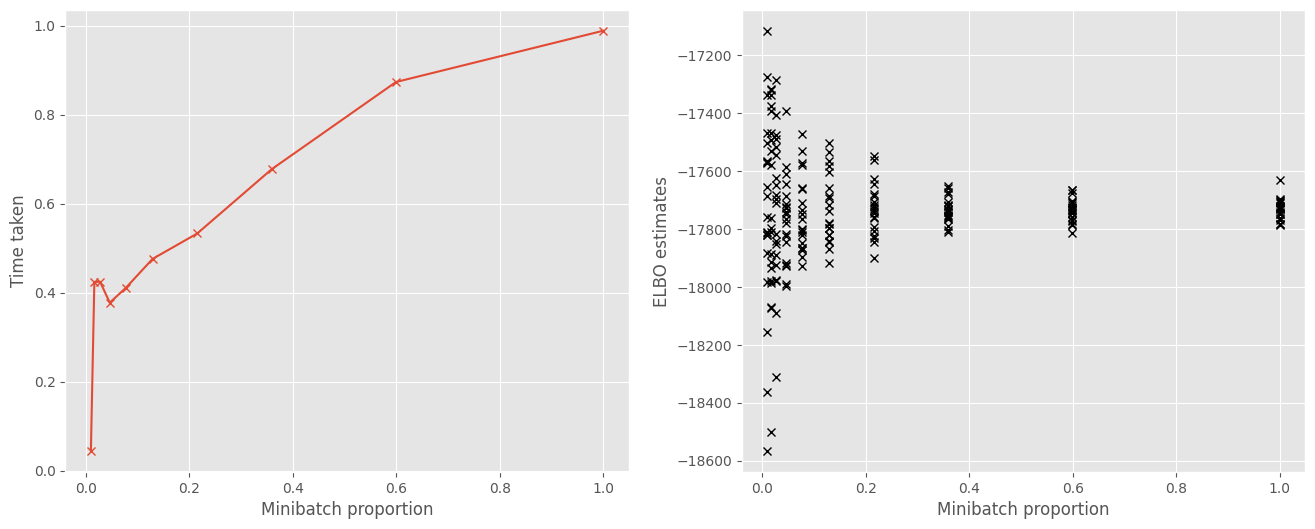 1.0
0.8
0.6
0.4
0.2
0.0
Time taken
0.0 0.2 0.4 0.6 0.8 1.0
Minibatch proportion
−17200
−17400
−17600
−17800
−18000
−18200
−18400
−18600
ELBO estimates
0.0 0.2 0.4 0.6 0.8 1.0
Minibatch proportion